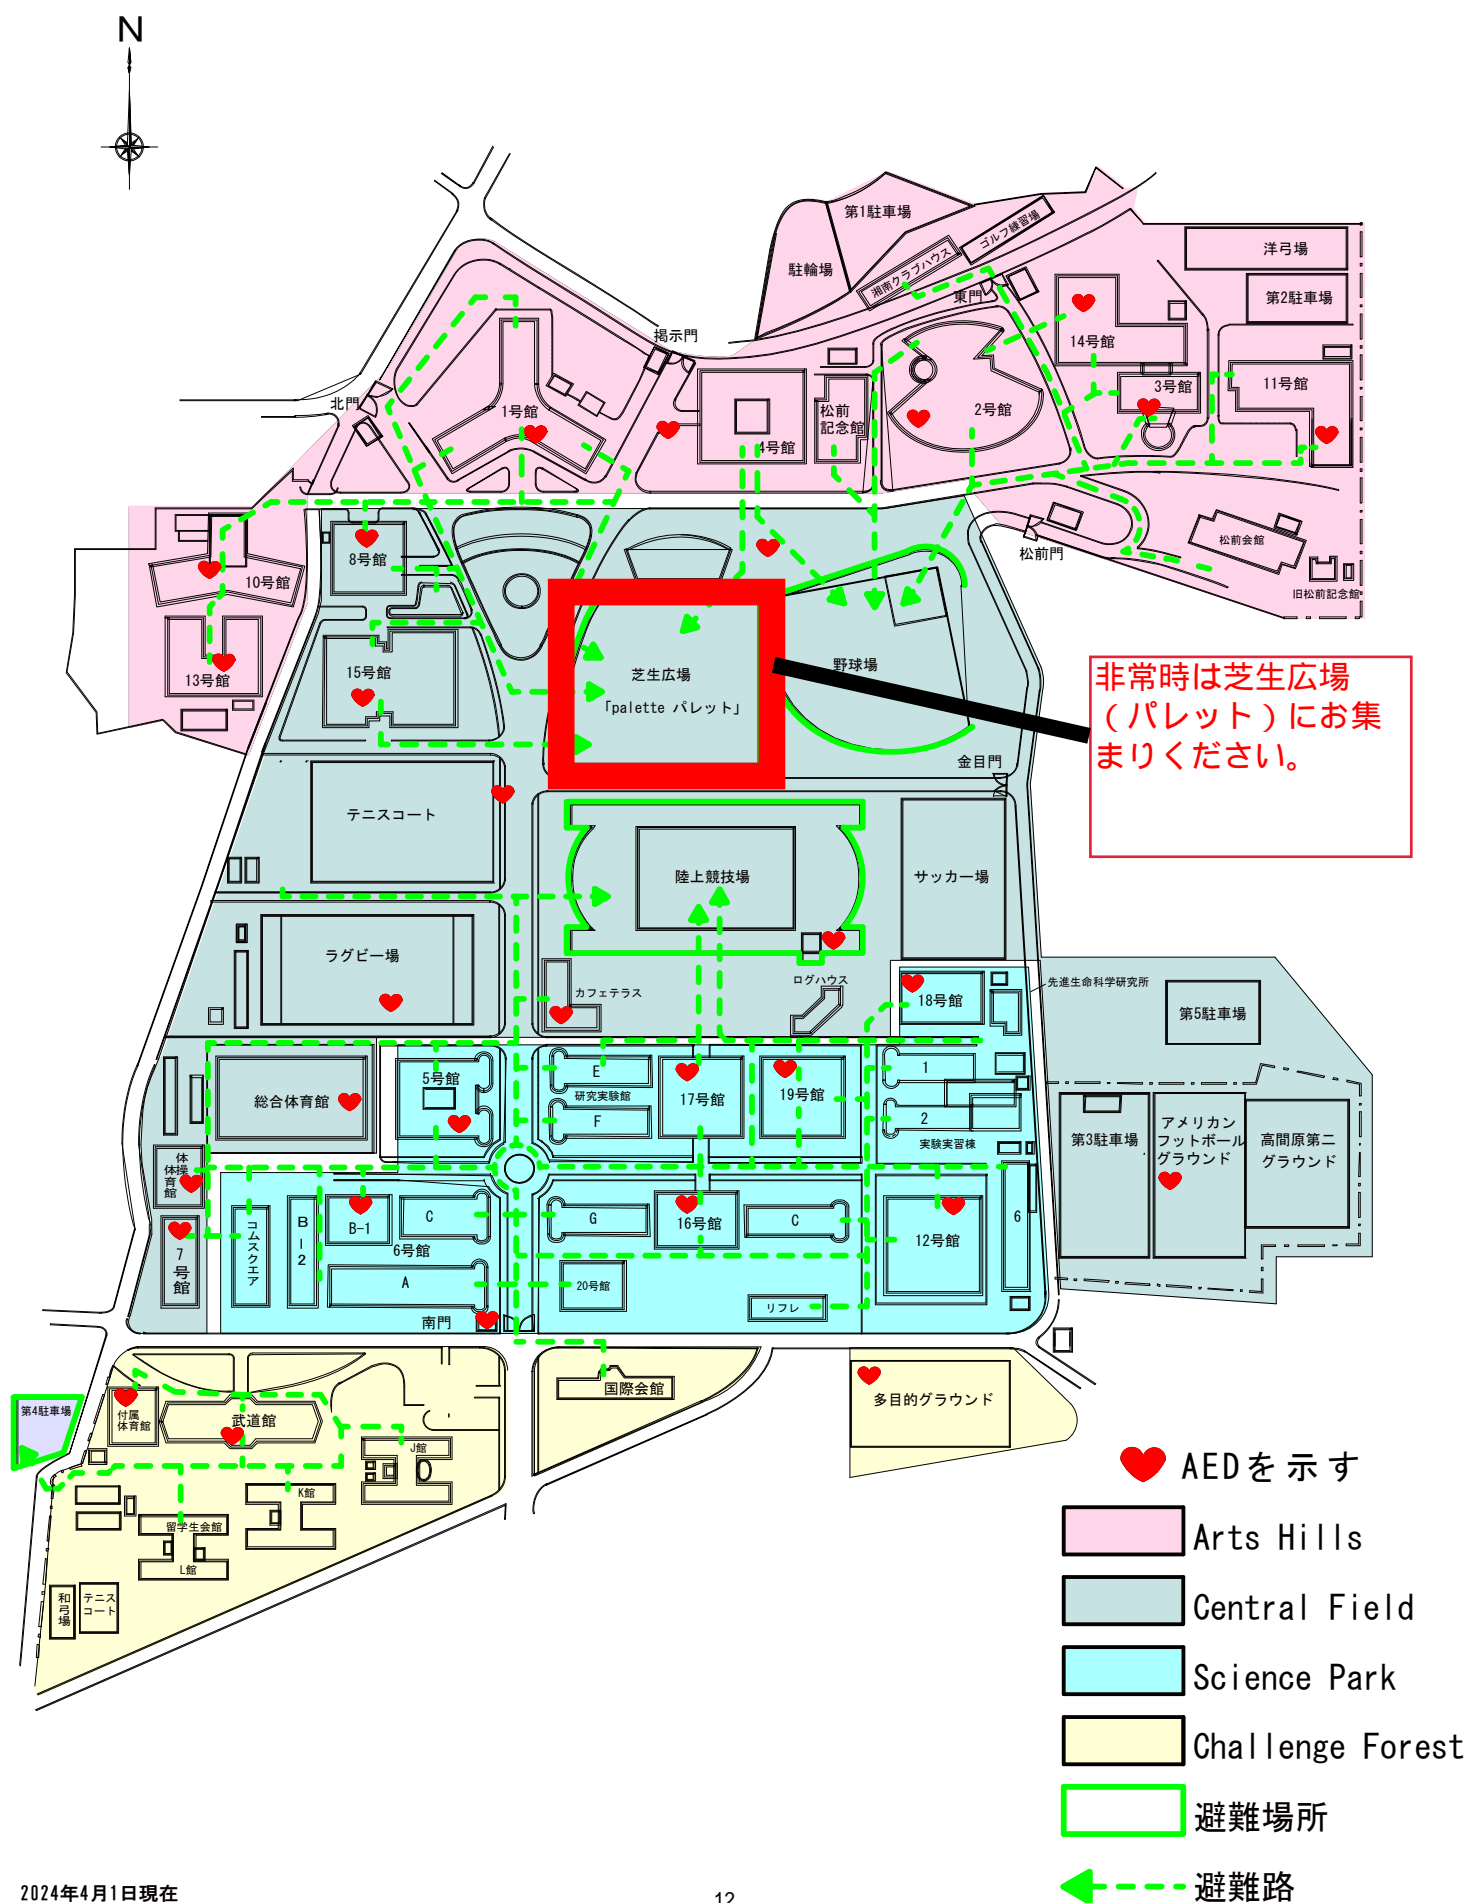 N
第1駐車場
ゴルフ練習場
駐輪場
湘南クラブハウス
東門
洋弓場
第2駐車場
掲示門
14号館
北門
1号館
4号館
松前
記念館
2号館
3号館
11号館
8号館
10号館
松前門
松前会館
旧松前記念館
13号館
15号館
芝生広場
「palette パレット」
野球場
非常時は芝生広場
(パレット)にお集
まりください。
金目門
テニスコート
陸上競技場
サッカー場
ラグビー場
カフェテラス
ログハウス
18号館
先進生命科学研究所
第5駐車場
総合体育館
5号館
E
研究実験館
F
17号館
19号館
1
2
実験実習棟
第3駐車場
アメリカン
フットボール
グラウンド
高間原第二
グラウンド
体操
体育館
7号館
コムスクエア
B-2
B-1
C
6号館
A
G
16号館
C
12号館
6
20号館
リフレ
南門
国際会館
多目的グラウンド
第4駐車場
付属
体育館
武道館
J館
K館
留学生会館
L館
和弓場
テニス
コート
AEDを示す
Arts Hills
Central Field
Science Park
Challenge Forest
避難場所
避難路
2024年4月1日現在
12